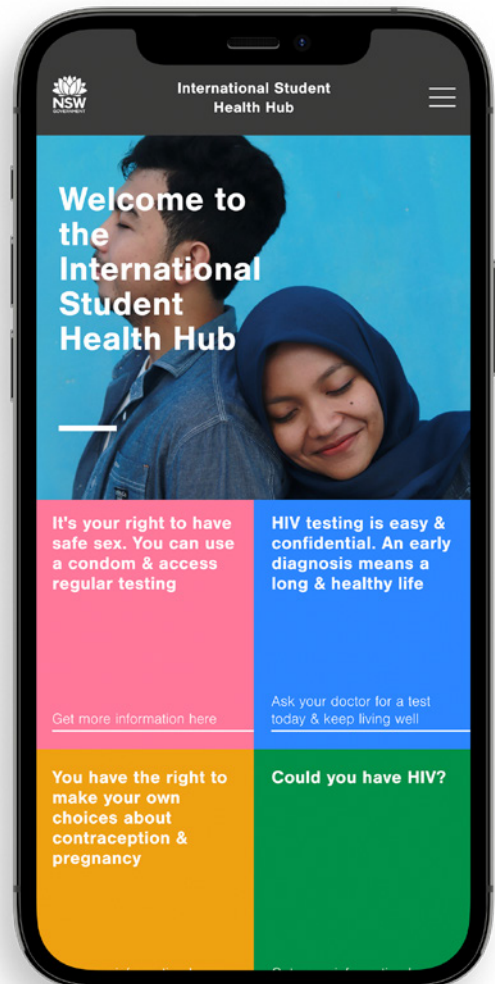 NSW
GOVERNMENT
International Student
Health Hub
Welcome to
the
International
Student
Health Hub
It's your right to have
safe sex. You can use
a condom & access
regular testing
Get more information here
HIV testing is easy &
confidential. An early
diagnosis means a
long & healthy life
Ask your doctor for a test
today & keep living well
You have the right to
make your own
choices about
contraception &
pregnancy
Could you have HIV?